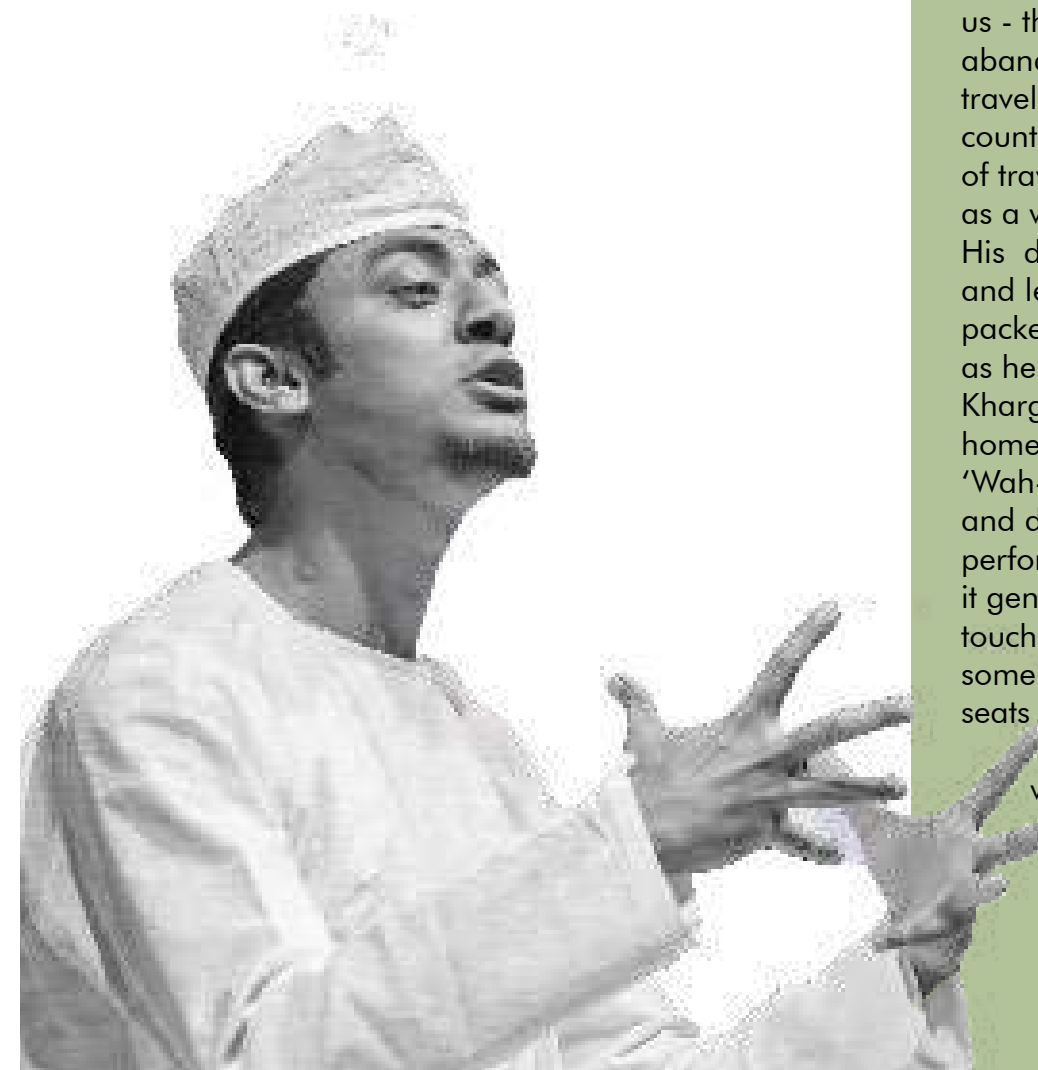 us - th
aband
travel
count
of trav
as a v
His d
and le
packe
as he
Kharg
home
‘Wah-
and d
perfor
it gen
touch
some
seats
v